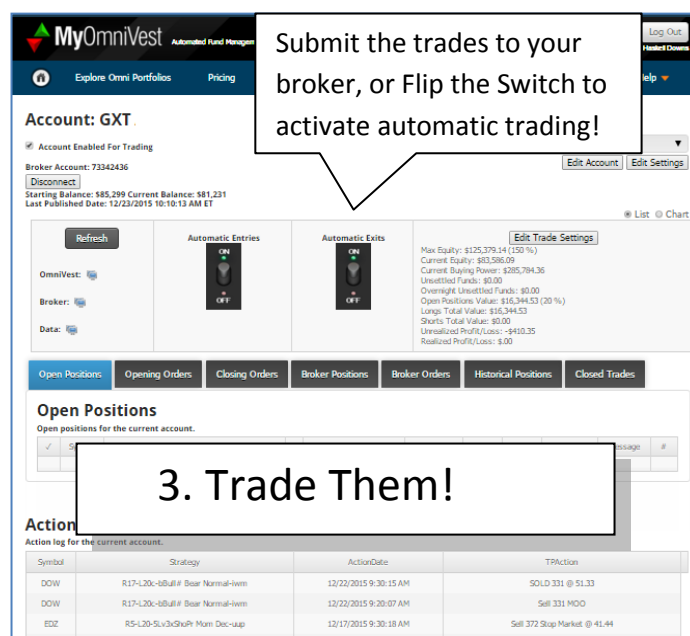 MyOmniVest Automated Fund Managem
Submit the trades to your
broker, or Flip the Switch to
activate automatic trading!
Log Out
Haskell Downs
Explore Omni Portfolios Pricing elp
Account: GXT
Account Enabled For Trading
Broker Account: 73342436
Edit Account Edit Settings
Disconnect
Starting Balance: $85,299 Current Balance: $81,231
Last Published Date: 12/23/2015 10:10:13 AM ET
List Chart
Refresh
OmniVest:
Broker:
Data:
Automatic Entries
ON
OFF
Automatic Exits
ON
OFF
Edit Trade Settings
Max Equity: $125,379.14 (150 %)
Current Equity: $83,586.09
Current Buying Power: $285,784.36
Unsettled Funds: $0.00
Overnight Unsettled Funds: $0.00
Open Positions Value: $16,344.53 (20 %)
Longs Total Value: $16,344.53
Shorts Total Value: $0.00
Unrealized Profit/Loss: -$410.35
Realized Profit/Loss: $.00
Open Positions Opening Orders Closing Orders Broker Positions Broker Orders Historical Positions Closed Trades
Open Positions
Open positions for the current account.
✓ S essage #
3. Trade Them!
Action
Action log for the current account.
Symbol Strategy ActionDate TPAction
DOW R17-L20c-bBull# Bear Normal-iwm 12/22/2015 9:30:15 AM SOLD 331 @ 51.33
DOW R17-L20c-bBull# Bear Normal-iwm 12/22/2015 9:20:07 AM Sell 331 MOO
EDZ R5-L20-SLv3xShoPr Mom Dec-uup 12/17/2015 9:30:18 AM Sell 372 Stop Market @ 41.44